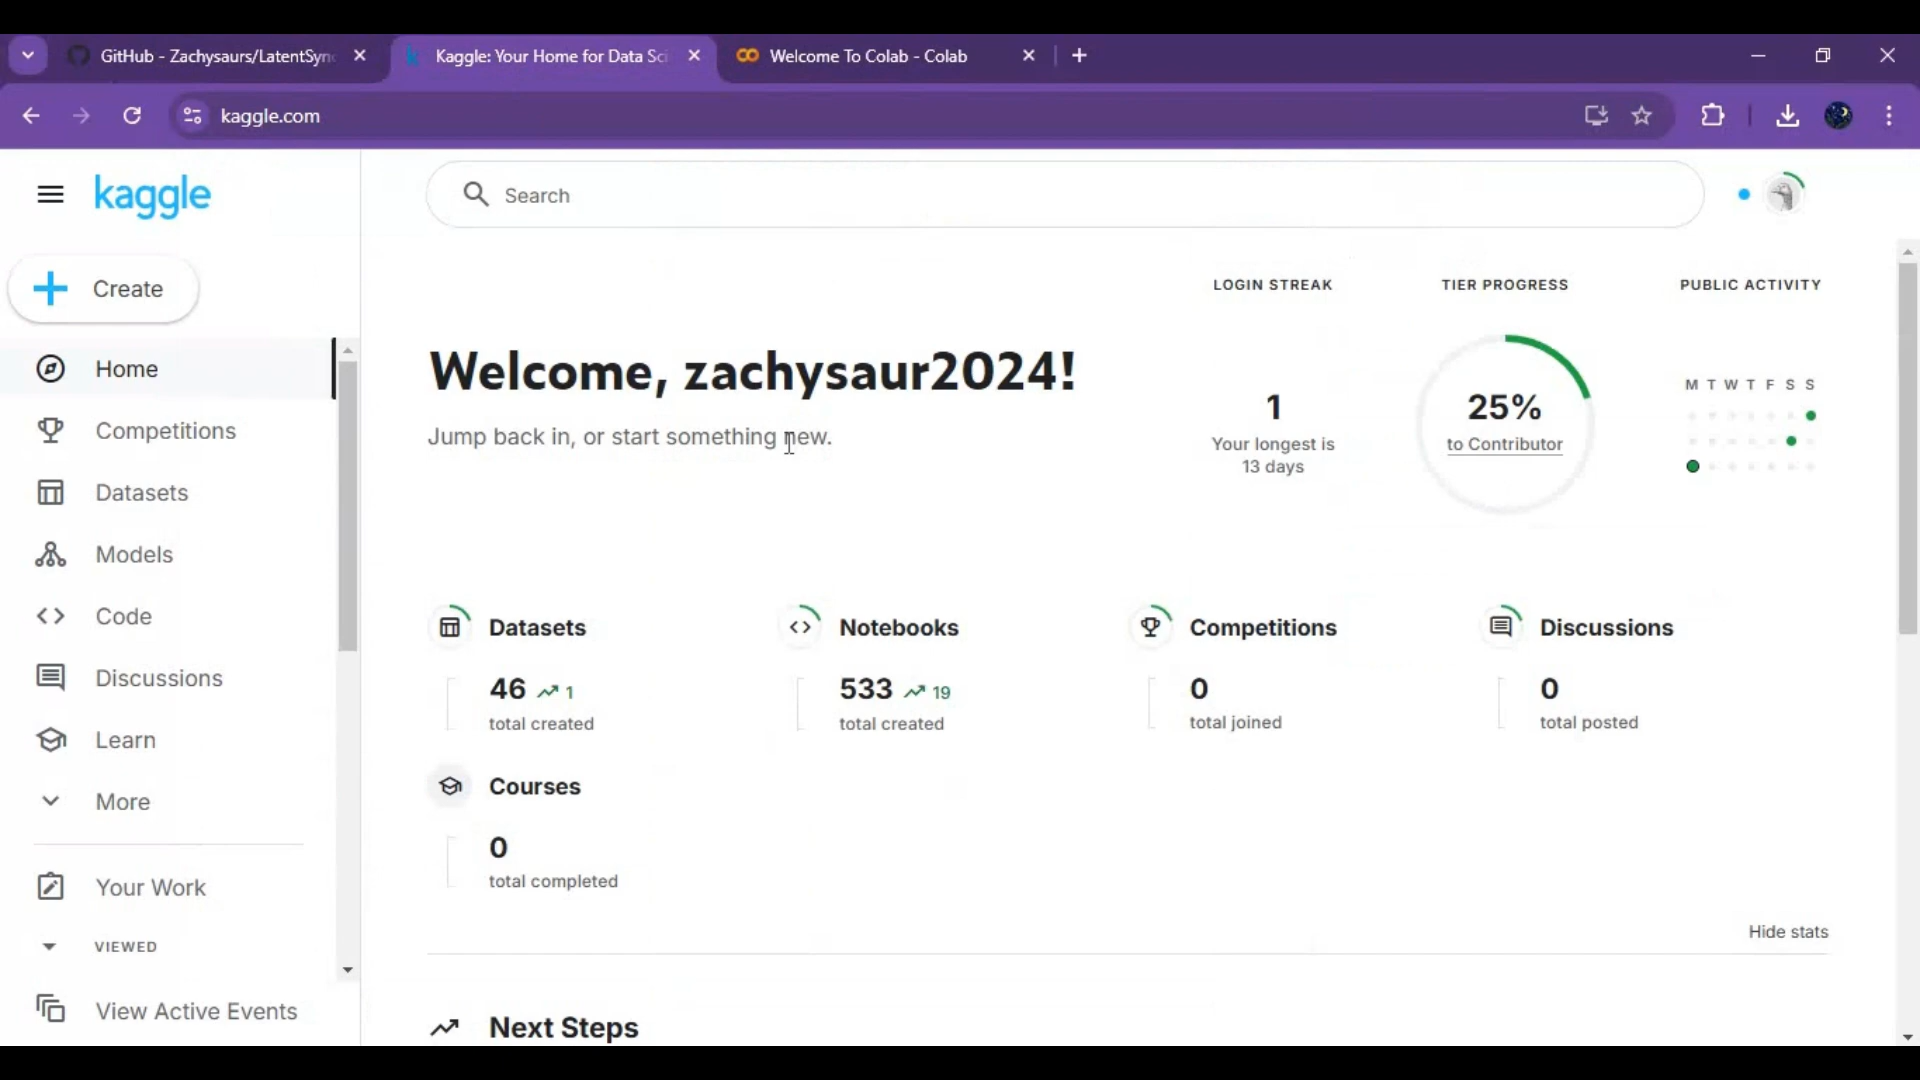 GitHub - Zachysaurs/LatentSync
Kaggle: Your Home for Data Sci
Welcome To Colab - Colab
kaggle.com
kaggle
Search
Create
Home
Competitions
Datasets
Models
Code
Discussions
Learn
More
Your Work
VIEWED
View Active Events
LOGIN STREAK
TIER PROGRESS
PUBLIC ACTIVITY
Welcome, zachysaur2024!
Jump back in, or start something new.
1
Your longest is
13 days
25%
to Contributor
M T W T F S S
Datasets
46 1
total created
Notebooks
533 19
total created
Competitions
0
total joined
Discussions
0
total posted
Courses
0
total completed
Hide stats
Next Steps